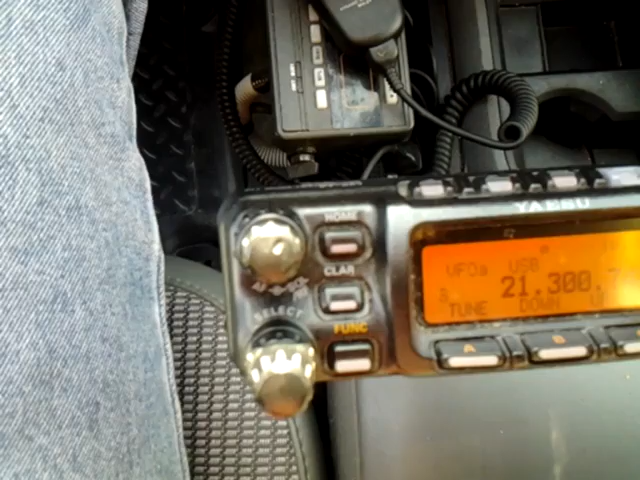 HOME
YAESU
CLAR
VFOa USB
21.300.
SELECT
TUNE DOWN
FUNC
A
B